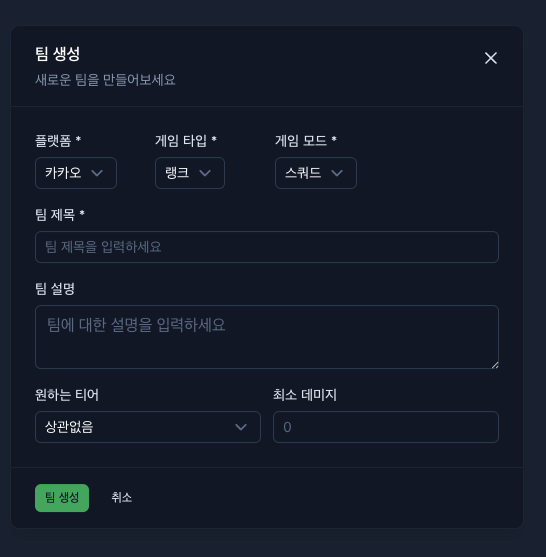 팀 생성
새로운 팀을 만들어보세요
플랫폼 * 게임 타입 * 게임 모드 *
카카오 랭크 스쿼드
팀 제목 *
팀 제목을 입력하세요
팀 설명
팀에 대한 설명을 입력하세요
원하는 티어 최소 데미지
상관없음 0
팀 생성 취소